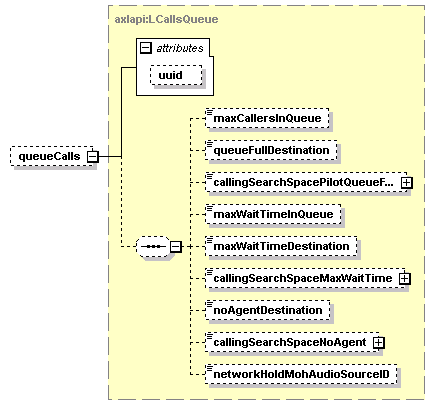 axlapi:LCallsQueue
attributes
uuid
queueCalls
maxCallersInQueue
queueFullDestination
callingSearchSpacePilotQueueF...
maxWaitTimeInQueue
maxWaitTimeDestination
callingSearchSpaceMaxWaitTime
noAgentDestination
callingSearchSpaceNoAgent
networkHoldMohAudioSourceID